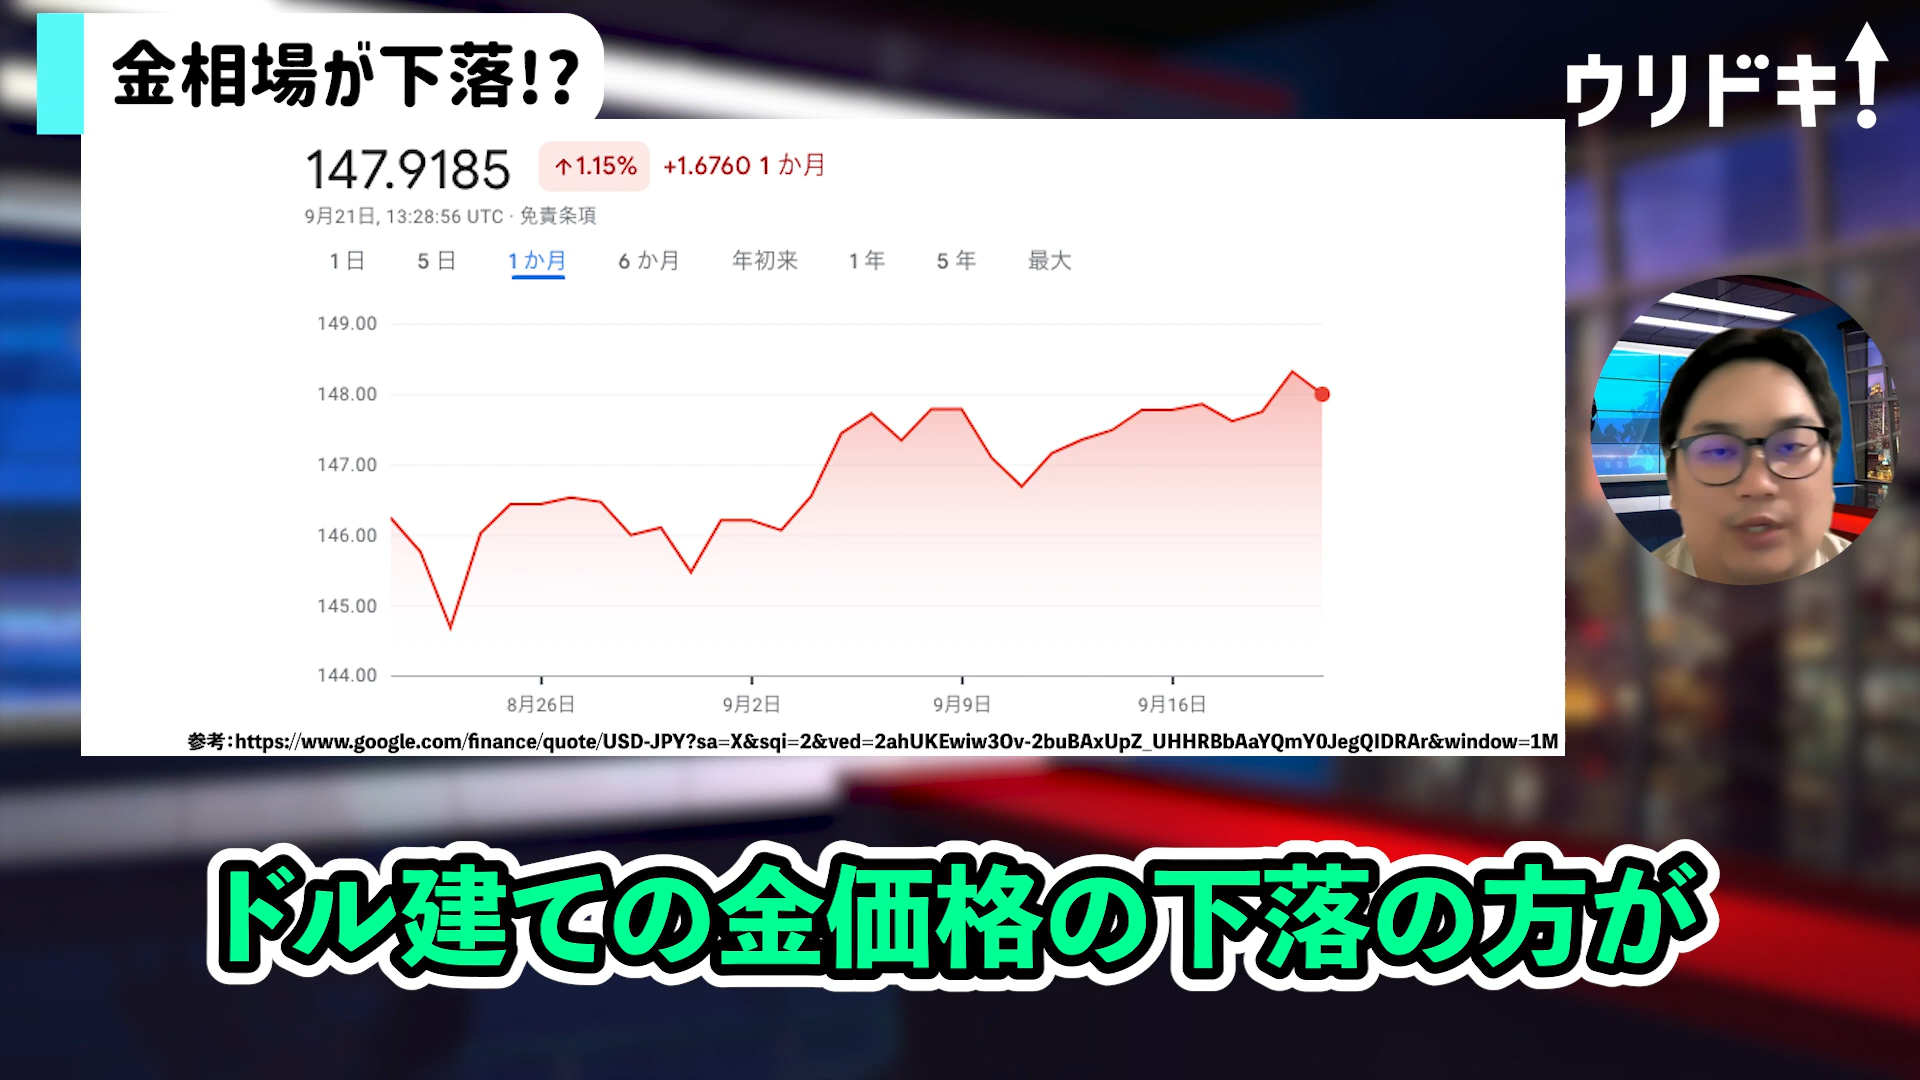 金相場が下落!?
ウリドキ!
147.9185 ↑1.15% +1.6760 1 か月
9月21日, 13:28:56 UTC · 免責条項
1 日 5 日 1 か月 6 か月 年初来 1 年 5 年 最大
149.00
148.00
147.00
146.00
145.00
144.00
8月26日 9月2日 9月9日 9月16日
参考：https://www.google.com/finance/quote/USD-JPY?sa=X&sqi=2&ved=2ahUKEwiw3Ov-2buBAxUpZ_UHHRBbAaYQmY0JegQIDRAr&window=1M
ドル建ての金価格の下落の方が